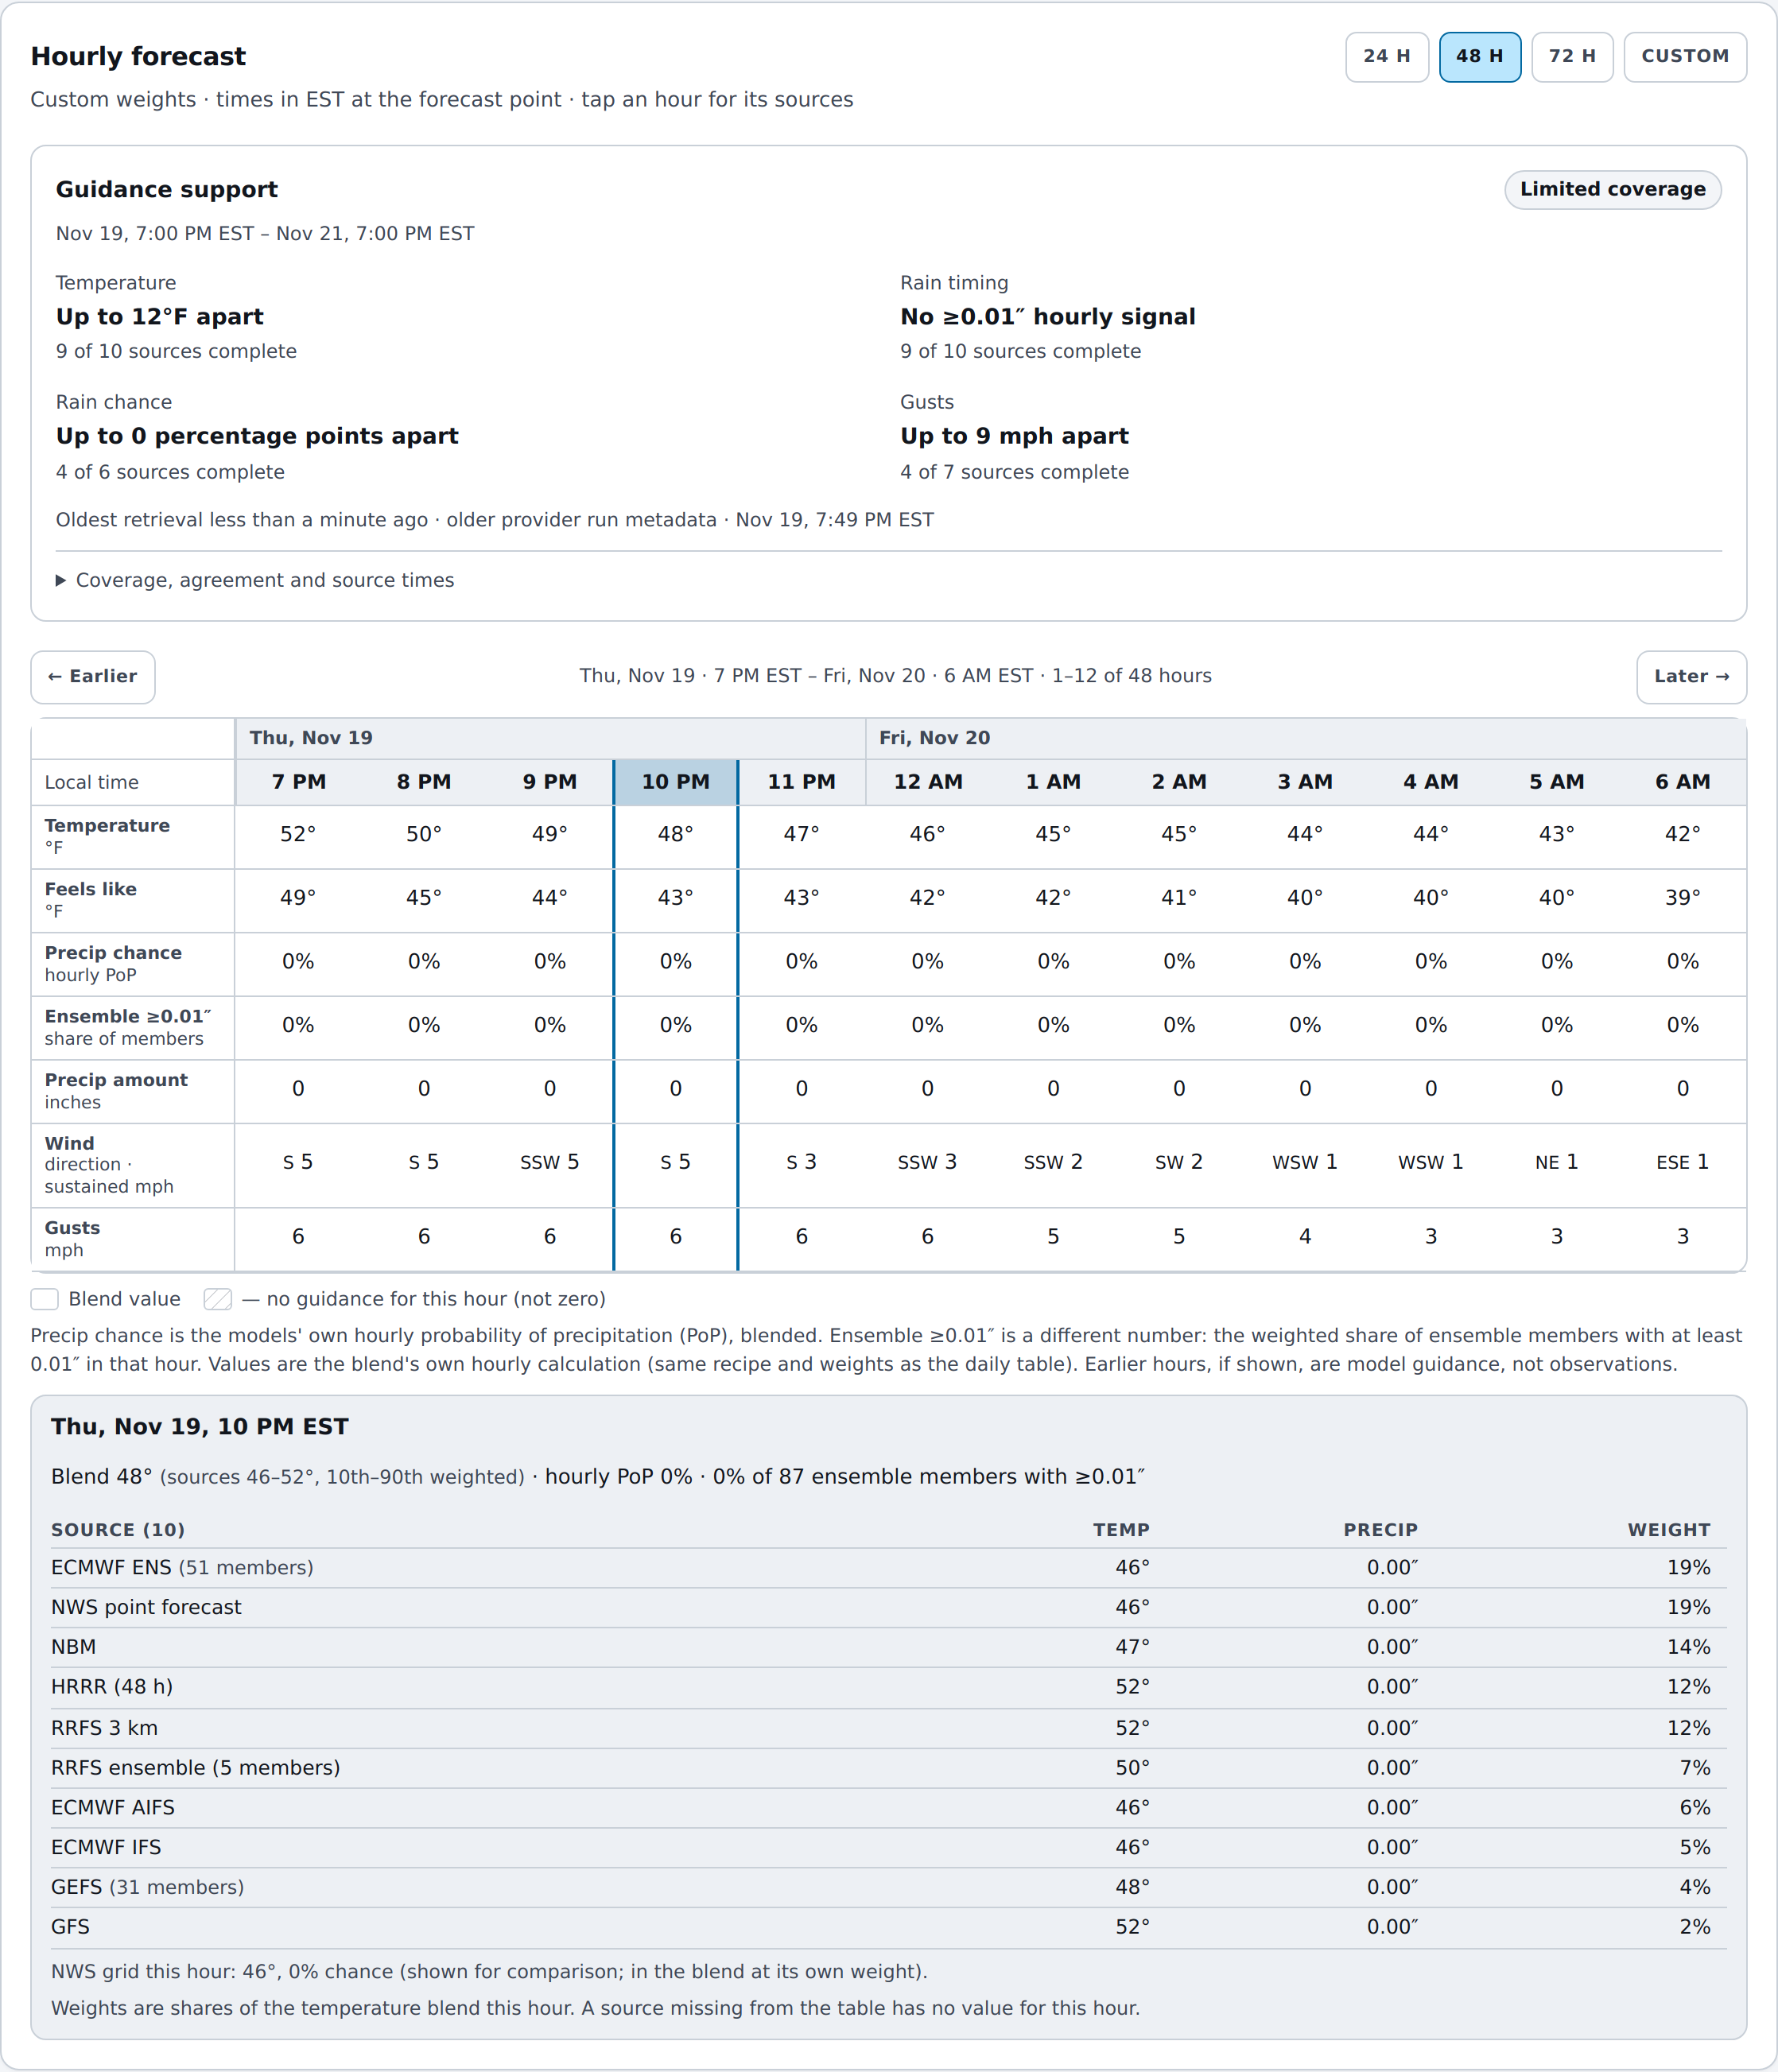 Hourly forecast
24 H 48 H 72 H CUSTOM
Custom weights · times in EST at the forecast point · tap an hour for its sources
Guidance support
Limited coverage
Nov 19, 7:00 PM EST – Nov 21, 7:00 PM EST
Temperature
Up to 12°F apart
9 of 10 sources complete
Rain timing
No ≥0.01″ hourly signal
9 of 10 sources complete
Rain chance
Up to 0 percentage points apart
4 of 6 sources complete
Gusts
Up to 9 mph apart
4 of 7 sources complete
Oldest retrieval less than a minute ago · older provider run metadata · Nov 19, 7:49 PM EST
▶ Coverage, agreement and source times
← Earlier
Thu, Nov 19 · 7 PM EST – Fri, Nov 20 · 6 AM EST · 1–12 of 48 hours
Later →
Thu, Nov 19 Fri, Nov 20
Local time 7 PM 8 PM 9 PM 10 PM 11 PM 12 AM 1 AM 2 AM 3 AM 4 AM 5 AM 6 AM
Temperature
°F
52° 50° 49° 48° 47° 46° 45° 45° 44° 44° 43° 42°
Feels like
°F
49° 45° 44° 43° 43° 42° 42° 41° 40° 40° 40° 39°
Precip chance
hourly PoP
0% 0% 0% 0% 0% 0% 0% 0% 0% 0% 0% 0%
Ensemble ≥0.01″
share of members
0% 0% 0% 0% 0% 0% 0% 0% 0% 0% 0% 0%
Precip amount
inches
0 0 0 0 0 0 0 0 0 0 0 0
Wind
direction ·
sustained mph
S 5 S 5 SSW 5 S 5 S 3 SSW 3 SSW 2 SW 2 WSW 1 WSW 1 NE 1 ESE 1
Gusts
mph
6 6 6 6 6 6 5 5 4 3 3 3
Blend value — no guidance for this hour (not zero)
Precip chance is the models' own hourly probability of precipitation (PoP), blended. Ensemble ≥0.01″ is a different number: the weighted share of ensemble members with at least
0.01″ in that hour. Values are the blend's own hourly calculation (same recipe and weights as the daily table). Earlier hours, if shown, are model guidance, not observations.
Thu, Nov 19, 10 PM EST
Blend 48° (sources 46–52°, 10th–90th weighted) · hourly PoP 0% · 0% of 87 ensemble members with ≥0.01″
SOURCE (10) TEMP PRECIP WEIGHT
ECMWF ENS (51 members) 46° 0.00″ 19%
NWS point forecast 46° 0.00″ 19%
NBM 47° 0.00″ 14%
HRRR (48 h) 52° 0.00″ 12%
RRFS 3 km 52° 0.00″ 12%
RRFS ensemble (5 members) 50° 0.00″ 7%
ECMWF AIFS 46° 0.00″ 6%
ECMWF IFS 46° 0.00″ 5%
GEFS (31 members) 48° 0.00″ 4%
GFS 52° 0.00″ 2%
NWS grid this hour: 46°, 0% chance (shown for comparison; in the blend at its own weight).
Weights are shares of the temperature blend this hour. A source missing from the table has no value for this hour.